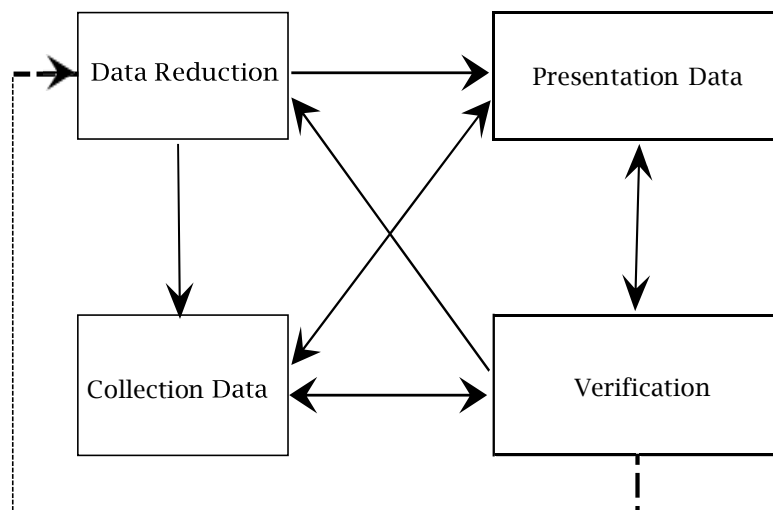 Data Reduction
Presentation Data
Collection Data
Verification